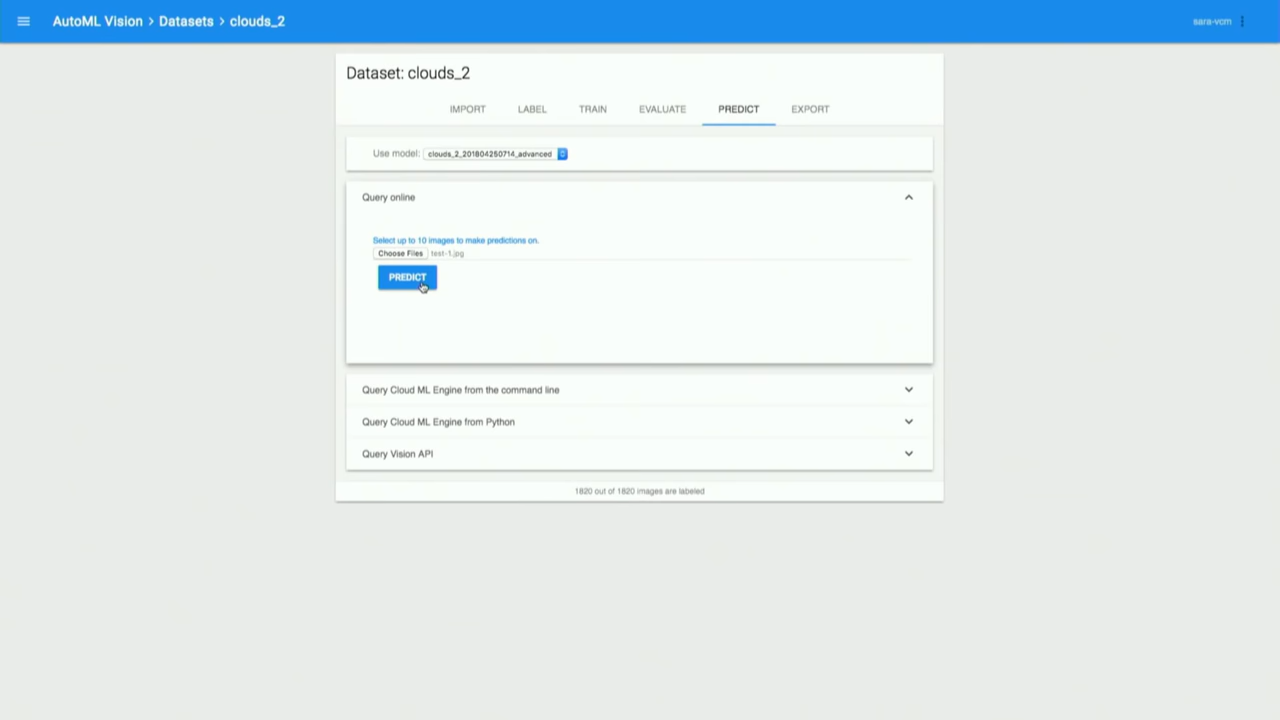 AutoML Vision > Datasets > clouds_2
sara-vcm
Dataset: clouds_2
IMPORT LABEL TRAIN EVALUATE PREDICT EXPORT
Use model: clouds_2_201804260714_advanced
Query online
Select up to 10 images to make predictions on.
Choose Files test-1.jpg
PREDICT
Query Cloud ML Engine from the command line
Query Cloud ML Engine from Python
Query Vision API
1820 out of 1820 images are labeled